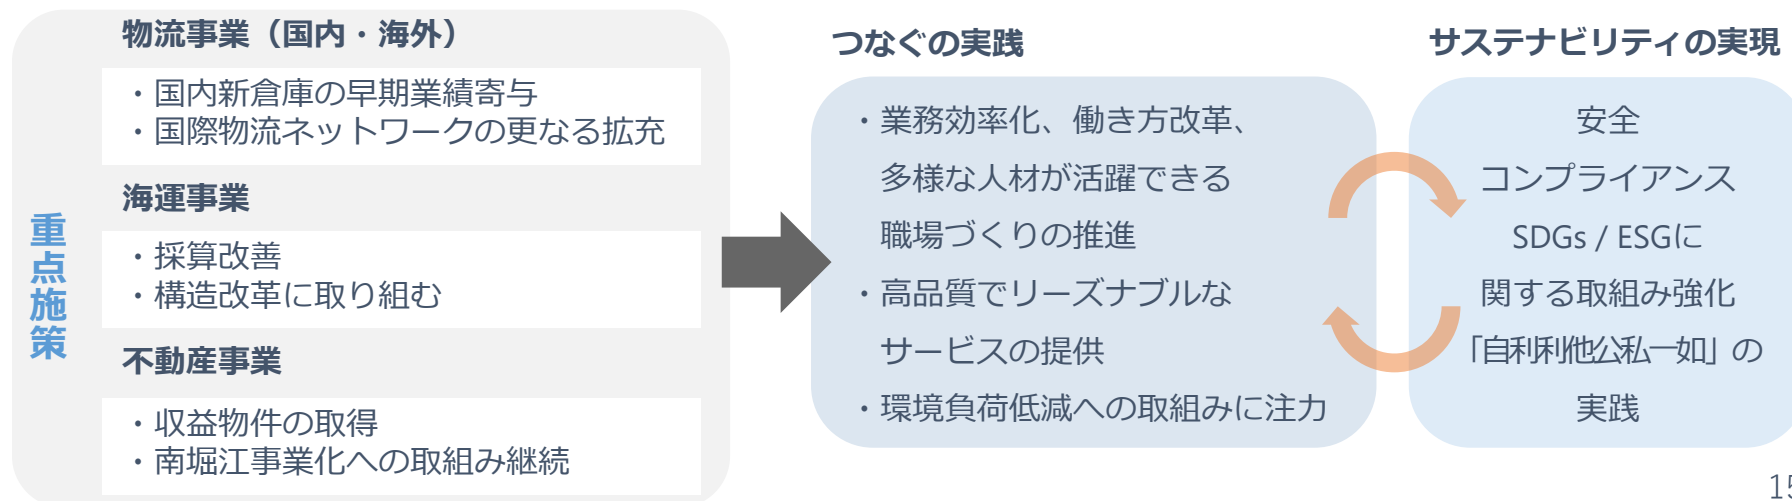 重点施策
物流事業（国内・海外）
・国内新倉庫の早期業績寄与
・国際物流ネットワークの更なる拡充
海運事業
・採算改善
・構造改革に取り組む
不動産事業
・収益物件の取得
・南堀江事業化への取組み継続
つなぐの実践
・業務効率化、働き方改革、
多様な人材が活躍できる
職場づくりの推進
・高品質でリーズナブルな
サービスの提供
・環境負荷低減への取組みに注力
サステナビリティの実現
安全
コンプライアンス
SDGs / ESGに
関する取組み強化
「自利利他公私一如」の
実践
15